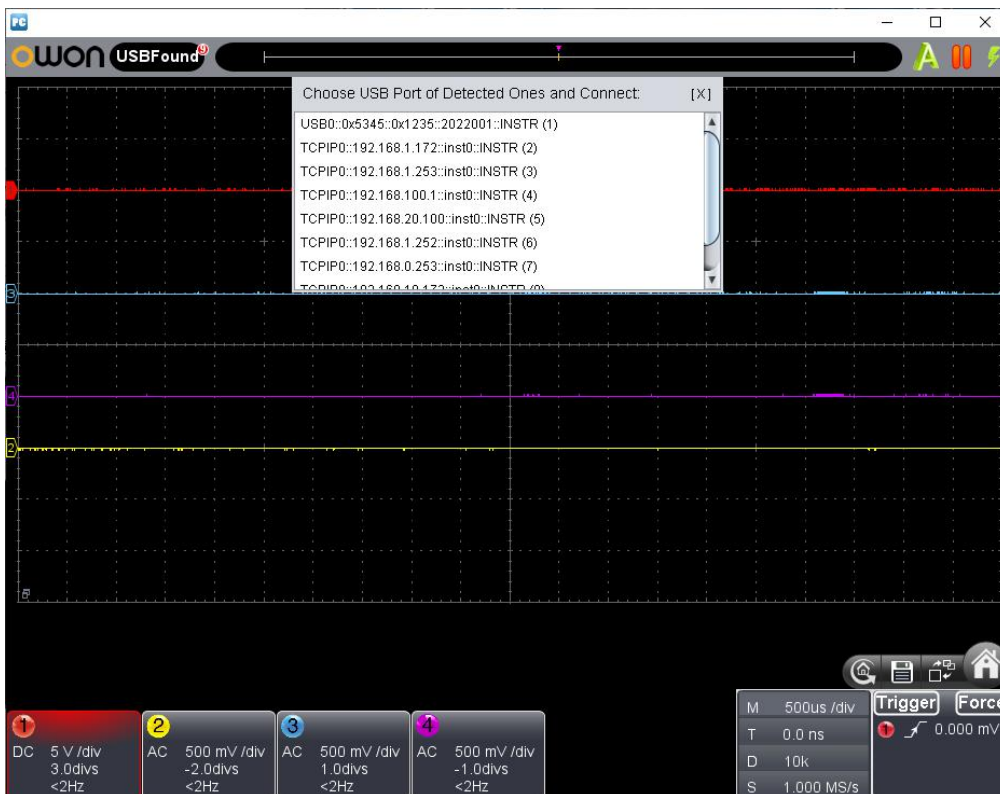 PC
OWON USBFound 9
A
Choose USB Port of Detected Ones and Connect: [X]
USB0::0x5345::0x1235::2022001::INSTR (1)
TCPIP0::192.168.1.172::inst0::INSTR (2)
TCPIP0::192.168.1.253::inst0::INSTR (3)
TCPIP0::192.168.100.1::inst0::INSTR (4)
TCPIP0::192.168.20.100::inst0::INSTR (5)
TCPIP0::192.168.1.252::inst0::INSTR (6)
TCPIP0::192.168.0.253::inst0::INSTR (7)
3
4
2
1 2 3 4
DC 5 V /div AC 500 mV /div AC 500 mV /div AC 500 mV /div
3.0divs -2.0divs 1.0divs -1.0divs
<2Hz <2Hz <2Hz <2Hz
M 500us /div
T 0.0 ns
D 10k
S 1.000 MS/s
Trigger Force
1 0.000 mV